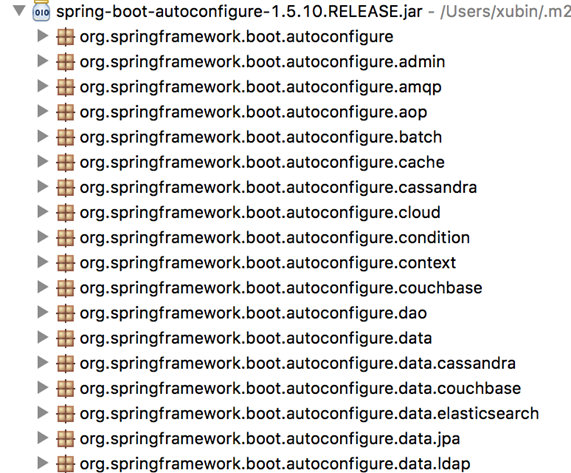 spring-boot-autoconfigure-1.5.10.RELEASE.jar - /Users/xubin/.m2
org.springframework.boot.autoconfigure
org.springframework.boot.autoconfigure.admin
org.springframework.boot.autoconfigure.amqp
org.springframework.boot.autoconfigure.aop
org.springframework.boot.autoconfigure.batch
org.springframework.boot.autoconfigure.cache
org.springframework.boot.autoconfigure.cassandra
org.springframework.boot.autoconfigure.cloud
org.springframework.boot.autoconfigure.condition
org.springframework.boot.autoconfigure.context
org.springframework.boot.autoconfigure.couchbase
org.springframework.boot.autoconfigure.dao
org.springframework.boot.autoconfigure.data
org.springframework.boot.autoconfigure.data.cassandra
org.springframework.boot.autoconfigure.data.couchbase
org.springframework.boot.autoconfigure.data.elasticsearch
org.springframework.boot.autoconfigure.data.jpa
org.springframework.boot.autoconfigure.data.ldap